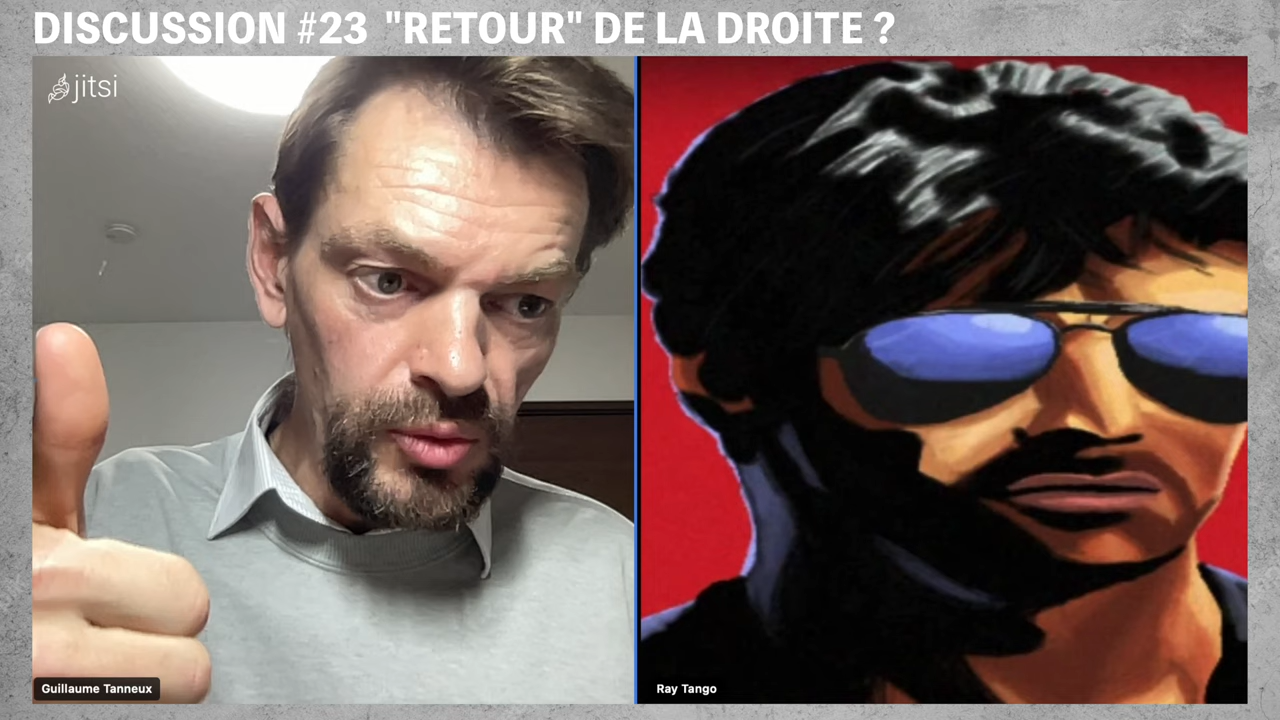 DISCUSSION #23 "RETOUR" DE LA DROITE ?
jitsi
Guillaume Tanneux
Ray Tango